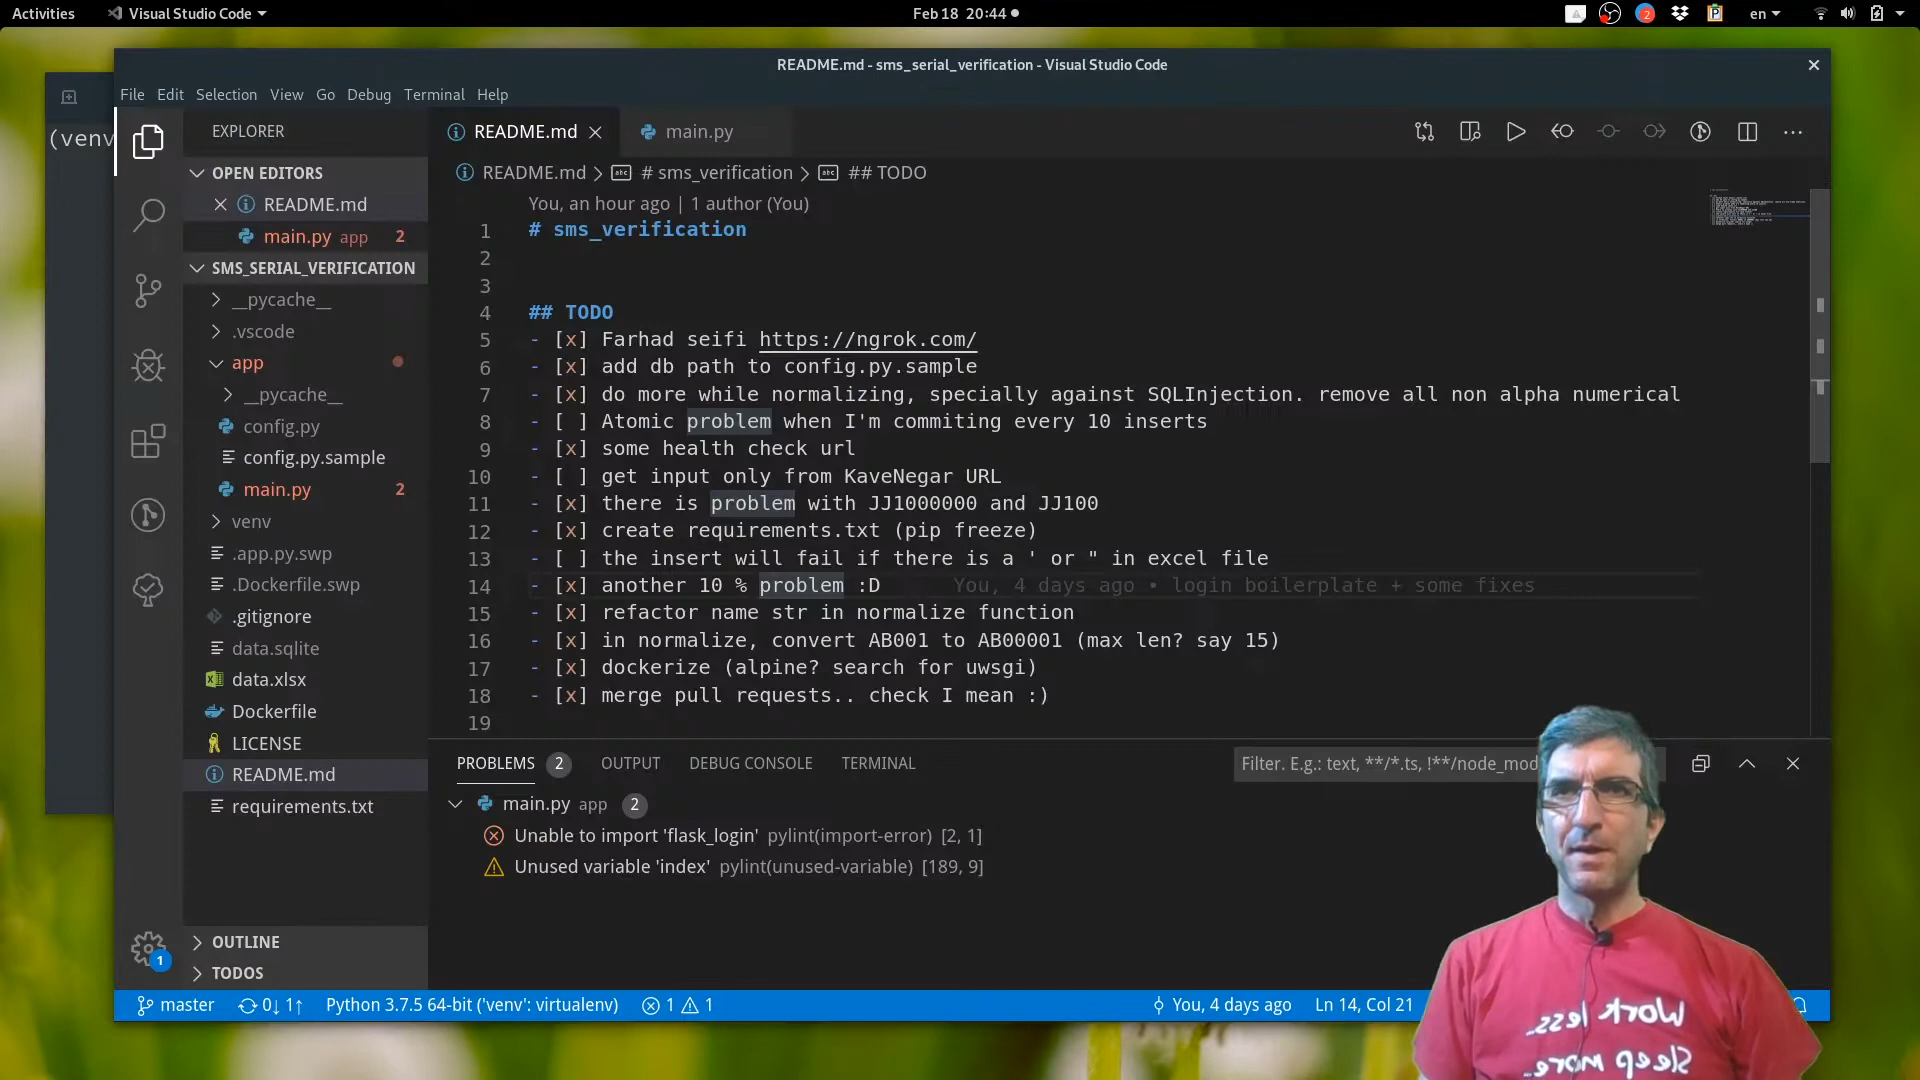 Activities
Visual Studio Code
Feb 18 20:44
2
en
README.md - sms_serial_verification - Visual Studio Code
File Edit Selection View Go Debug Terminal Help
(venv
EXPLORER
README.md
main.py
OPEN EDITORS
README.md
main.py app 2
SMS_SERIAL_VERIFICATION
__pycache__
.vscode
app
__pycache__
config.py
config.py.sample
main.py 2
venv
.app.py.swp
.Dockerfile.swp
.gitignore
data.sqlite
data.xlsx
Dockerfile
LICENSE
README.md
requirements.txt
OUTLINE
TODOS
1
README.md > # sms_verification > ## TODO
You, an hour ago | 1 author (You)
1 # sms_verification
2
3
4 ## TODO
5 - [x] Farhad seifi https://ngrok.com/
6 - [x] add db path to config.py.sample
7 - [x] do more while normalizing, specially against SQLInjection. remove all non alpha numerical
8 - [ ] Atomic problem when I'm commiting every 10 inserts
9 - [x] some health check url
10 - [ ] get input only from KaveNegar URL
11 - [x] there is problem with JJ1000000 and JJ100
12 - [x] create requirements.txt (pip freeze)
13 - [ ] the insert will fail if there is a ' or " in excel file
14 - [x] another 10 % problem :D You, 4 days ago • login boilerplate + some fixes
15 - [x] refactor name str in normalize function
16 - [x] in normalize, convert AB001 to AB00001 (max len? say 15)
17 - [x] dockerize (alpine? search for uwsgi)
18 - [x] merge pull requests.. check I mean :)
19
PROBLEMS 2 OUTPUT DEBUG CONSOLE TERMINAL
Filter. E.g.: text, **/*.ts, !**/node_mod
main.py app 2
Unable to import 'flask_login' pylint(import-error) [2, 1]
Unused variable 'index' pylint(unused-variable) [189, 9]
master 0↓ 1↑ Python 3.7.5 64-bit ('venv': virtualenv) 1 1
You, 4 days ago Ln 14, Col 21
Work less..
Sleep more..